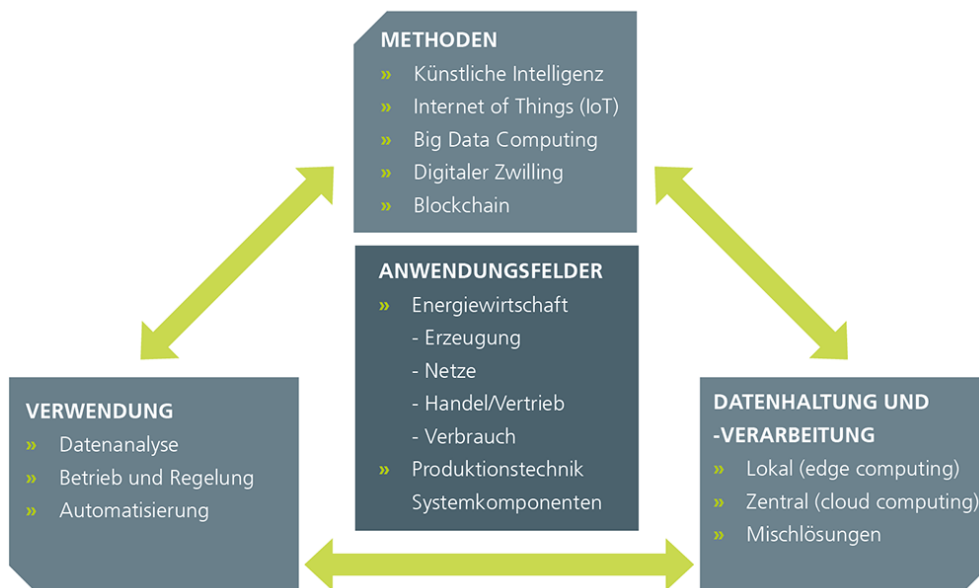 METHODEN
» Künstliche Intelligenz
» Internet of Things (IoT)
» Big Data Computing
» Digitaler Zwilling
» Blockchain
ANWENDUNGSFELDER
» Energiewirtschaft
- Erzeugung
- Netze
- Handel/Vertrieb
- Verbrauch
» Produktionstechnik
Systemkomponenten
VERWENDUNG
» Datenanalyse
» Betrieb und Regelung
» Automatisierung
DATENHALTUNG UND
-VERARBEITUNG
» Lokal (edge computing)
» Zentral (cloud computing)
» Mischlösungen